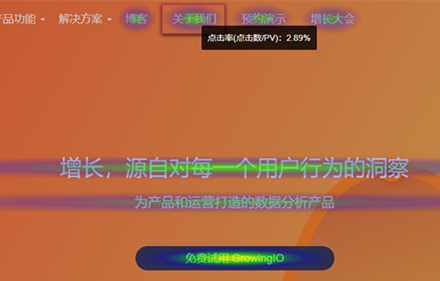 产品功能 解决方案 博客 关于我们 预约演示 增长大会
点击率(点击数/PV): 2.89%
增长，源自对每一个用户行为的洞察
为产品和运营打造的数据分析产品
免费试用 GrowingIO